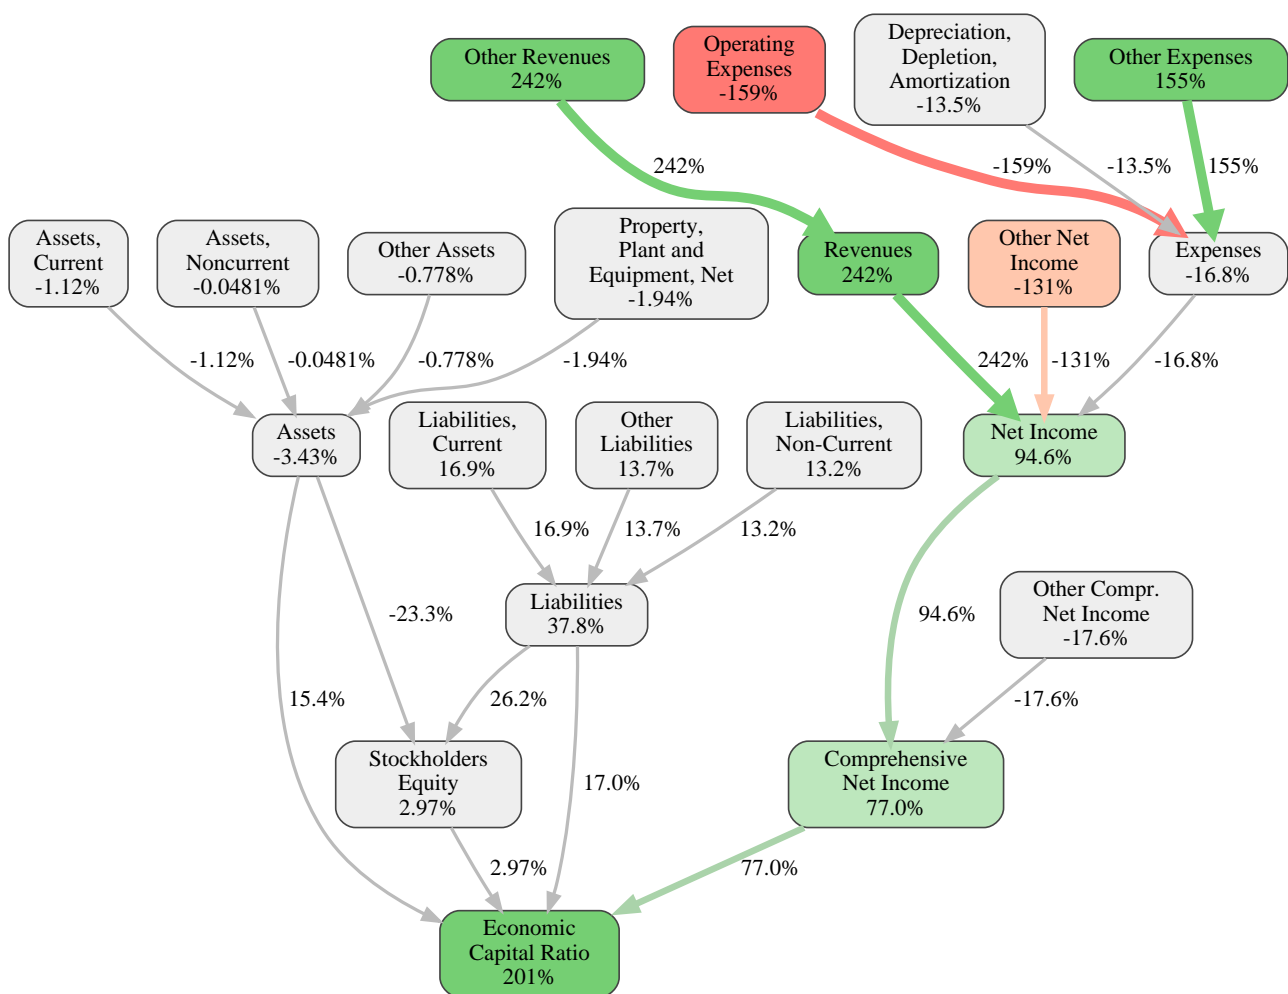 Other Revenues
242%
Operating
Expenses
-159%
Depreciation,
Depletion,
Amortization
-13.5%
Other Expenses
155%
242%
-159%
-13.5%
155%
Assets,
Current
-1.12%
Assets,
Noncurrent
-0.0481%
Other Assets
-0.778%
Property,
Plant and
Equipment, Net
-1.94%
Revenues
242%
Other Net
Income
-131%
Expenses
-16.8%
-1.12%
-0.0481%
-0.778%
-1.94%
242%
-131%
-16.8%
Assets
-3.43%
Liabilities,
Current
16.9%
Other
Liabilities
13.7%
Liabilities,
Non-Current
13.2%
Net Income
94.6%
16.9%
13.7%
13.2%
Liabilities
37.8%
-23.3%
94.6%
Other Compr.
Net Income
-17.6%
15.4%
26.2%
-17.6%
Stockholders
Equity
2.97%
17.0%
Comprehensive
Net Income
77.0%
2.97%
77.0%
Economic
Capital Ratio
201%